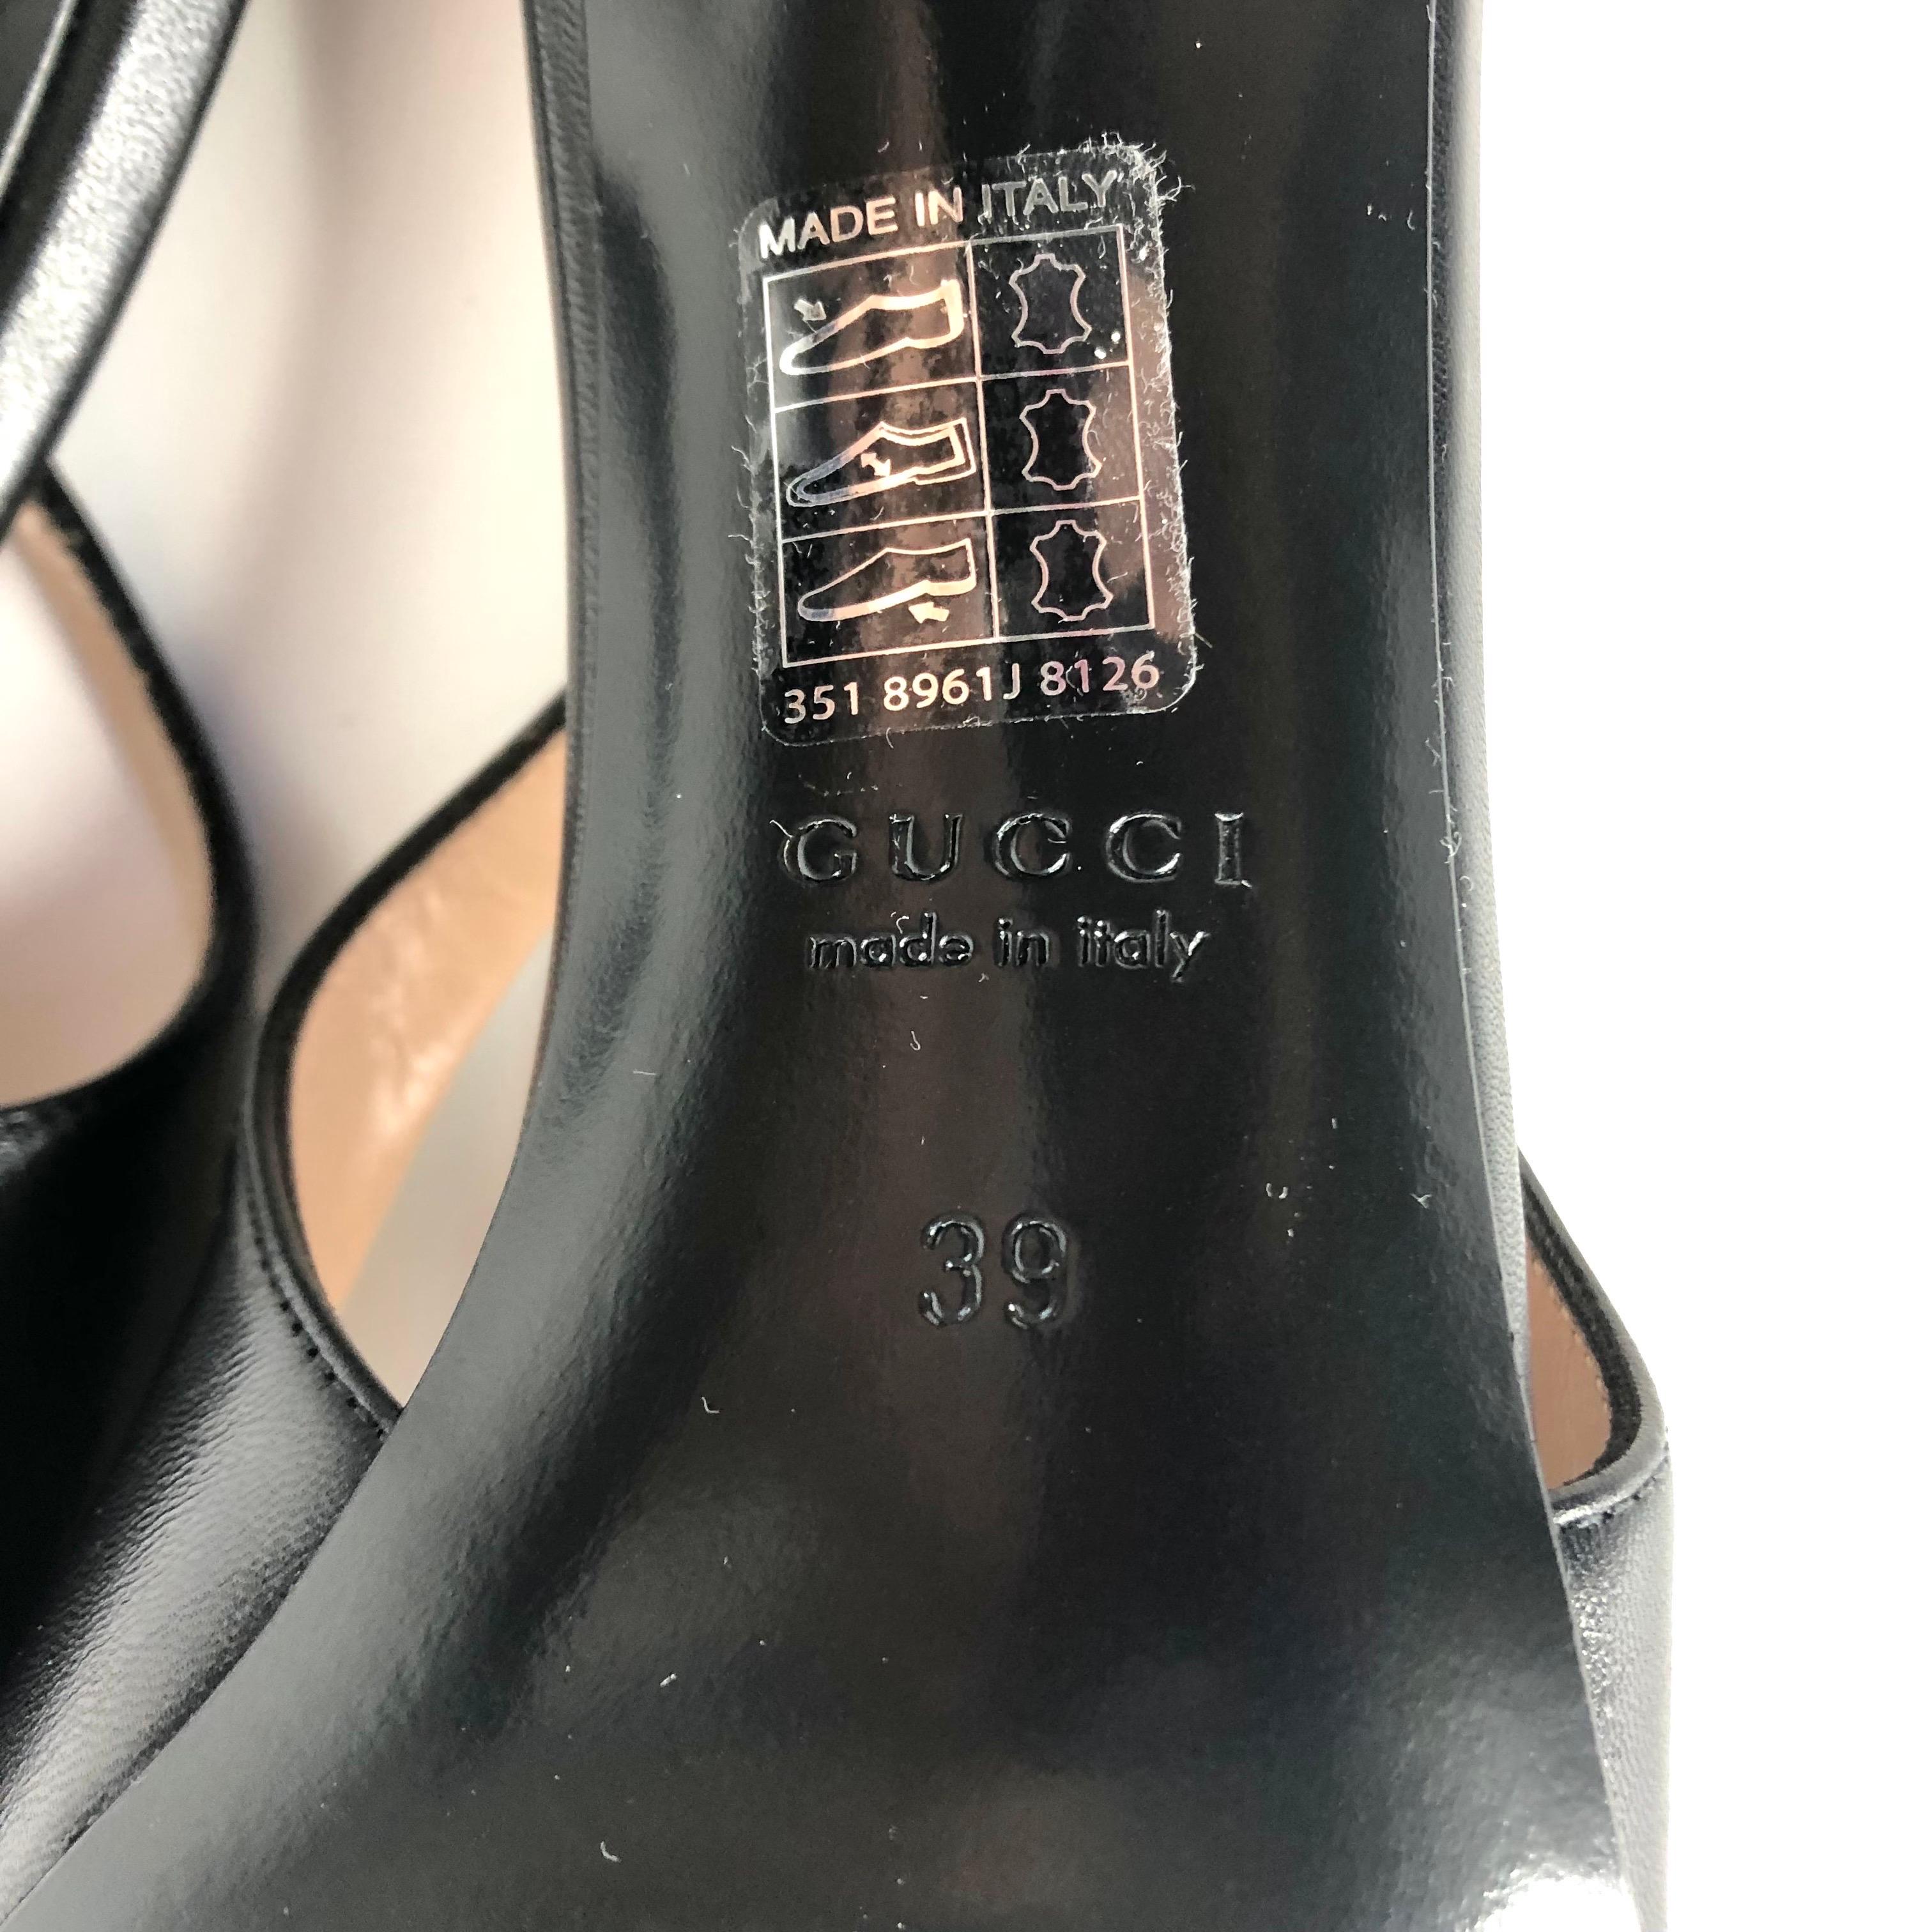 MADE IN ITALY
351 8961J 8126
GUCCI
made in italy
39